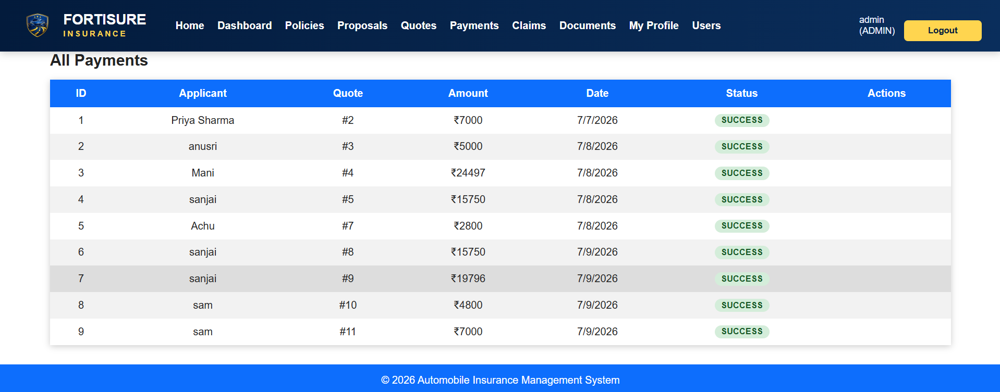 FORTISURE
INSURANCE
Home Dashboard Policies Proposals Quotes Payments Claims Documents My Profile Users
admin
(ADMIN)
Logout
All Payments
ID Applicant Quote Amount Date Status Actions
1 Priya Sharma #2 ₹7000 7/7/2026 SUCCESS
2 anusri #3 ₹5000 7/8/2026 SUCCESS
3 Mani #4 ₹24497 7/8/2026 SUCCESS
4 sanjai #5 ₹15750 7/8/2026 SUCCESS
5 Achu #7 ₹2800 7/8/2026 SUCCESS
6 sanjai #8 ₹15750 7/9/2026 SUCCESS
7 sanjai #9 ₹19796 7/9/2026 SUCCESS
8 sam #10 ₹4800 7/9/2026 SUCCESS
9 sam #11 ₹7000 7/9/2026 SUCCESS
© 2026 Automobile Insurance Management System